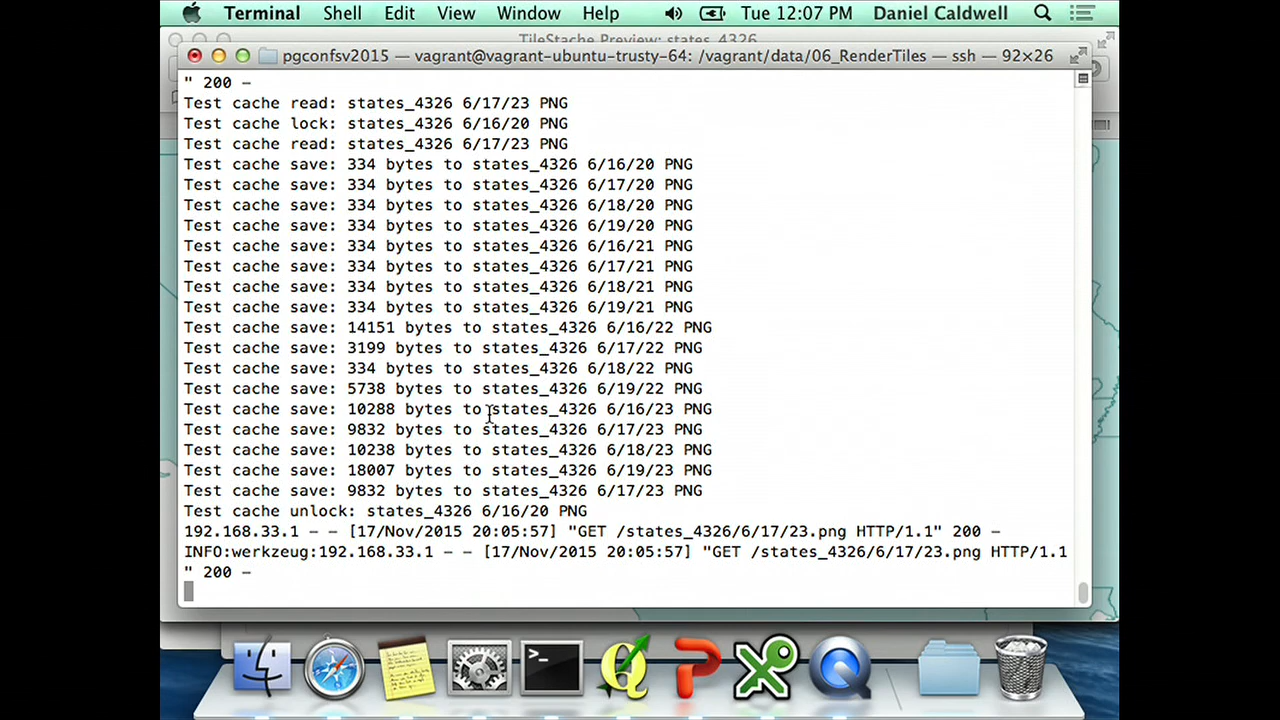 Terminal Shell Edit View Window Help Tue 12:07 PM Daniel Caldwell
TileStache Preview: states_4326
pgconfsv2015 — vagrant@vagrant-ubuntu-trusty-64: /vagrant/data/06_RenderTiles — ssh — 92×26
" 200 -
Test cache read: states_4326 6/17/23 PNG
Test cache lock: states_4326 6/16/20 PNG
Test cache read: states_4326 6/17/23 PNG
Test cache save: 334 bytes to states_4326 6/16/20 PNG
Test cache save: 334 bytes to states_4326 6/17/20 PNG
Test cache save: 334 bytes to states_4326 6/18/20 PNG
Test cache save: 334 bytes to states_4326 6/19/20 PNG
Test cache save: 334 bytes to states_4326 6/16/21 PNG
Test cache save: 334 bytes to states_4326 6/17/21 PNG
Test cache save: 334 bytes to states_4326 6/18/21 PNG
Test cache save: 334 bytes to states_4326 6/19/21 PNG
Test cache save: 14151 bytes to states_4326 6/16/22 PNG
Test cache save: 3199 bytes to states_4326 6/17/22 PNG
Test cache save: 334 bytes to states_4326 6/18/22 PNG
Test cache save: 5738 bytes to states_4326 6/19/22 PNG
Test cache save: 10288 bytes to states_4326 6/16/23 PNG
Test cache save: 9832 bytes to states_4326 6/17/23 PNG
Test cache save: 10238 bytes to states_4326 6/18/23 PNG
Test cache save: 18007 bytes to states_4326 6/19/23 PNG
Test cache save: 9832 bytes to states_4326 6/17/23 PNG
Test cache unlock: states_4326 6/16/20 PNG
192.168.33.1 - - [17/Nov/2015 20:05:57] "GET /states_4326/6/17/23.png HTTP/1.1" 200 -
INFO:werkzeug:192.168.33.1 - - [17/Nov/2015 20:05:57] "GET /states_4326/6/17/23.png HTTP/1.1
" 200 -